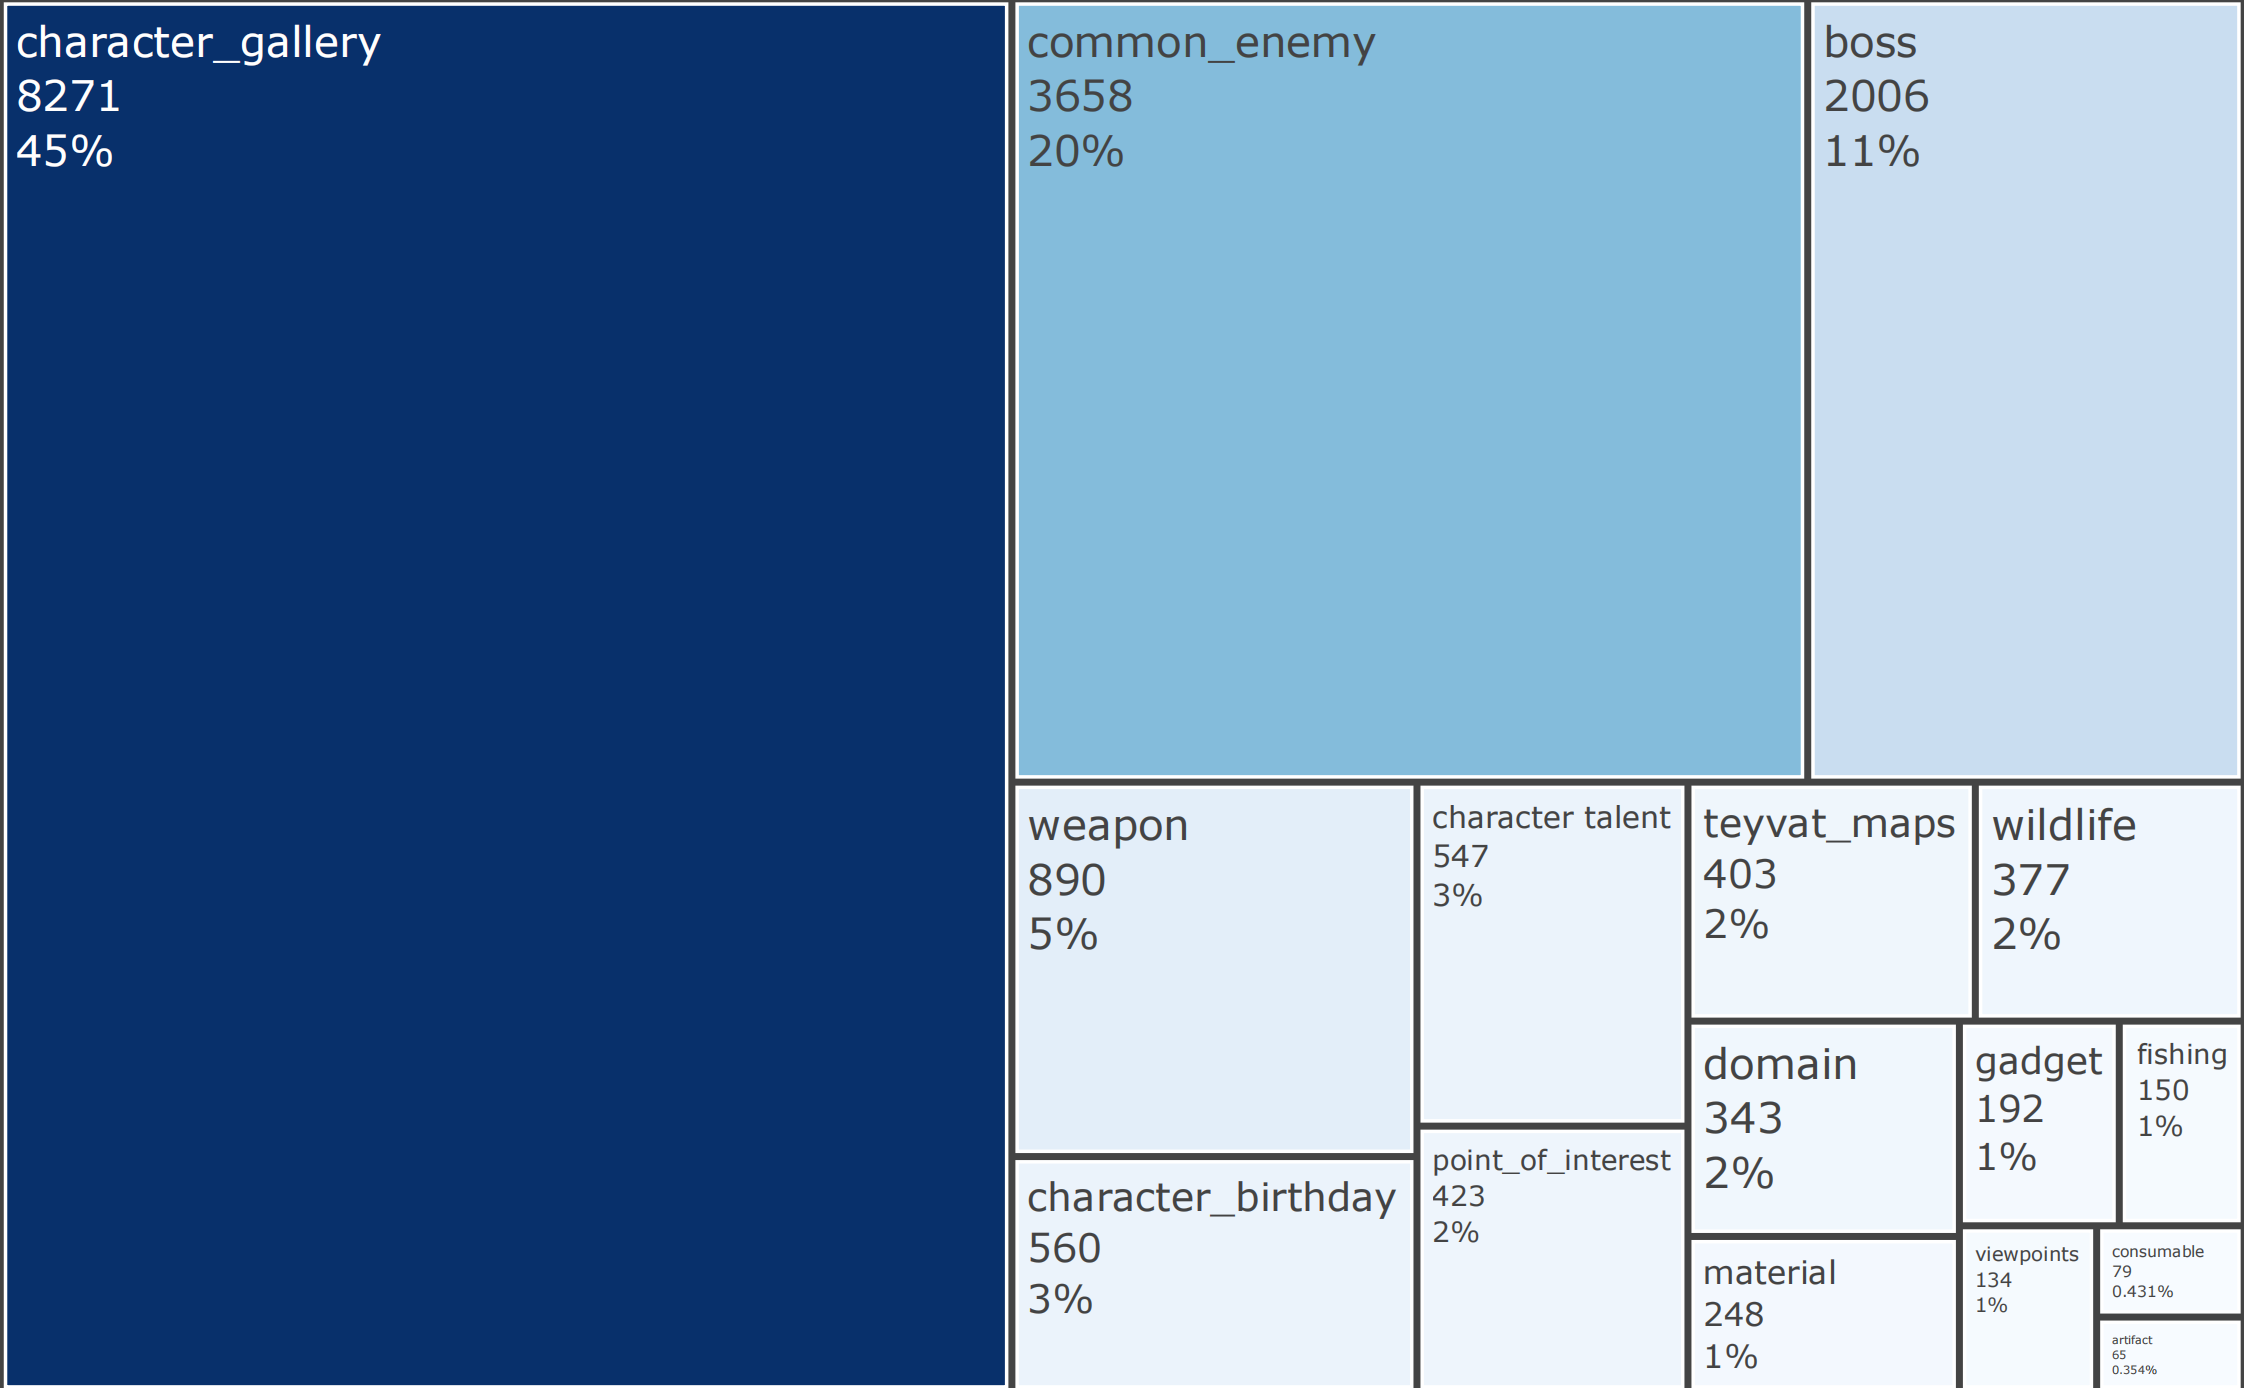 character_gallery
8271
45%
common_enemy
3658
20%
boss
2006
11%
weapon
890
5%
character talent
547
3%
teyvat_maps
403
2%
wildlife
377
2%
character_birthday
560
3%
point_of_interest
423
2%
domain
343
2%
gadget
192
1%
fishing
150
1%
material
248
1%
viewpoints
134
1%
consumable
79
0.431%
artifact
65
0.354%